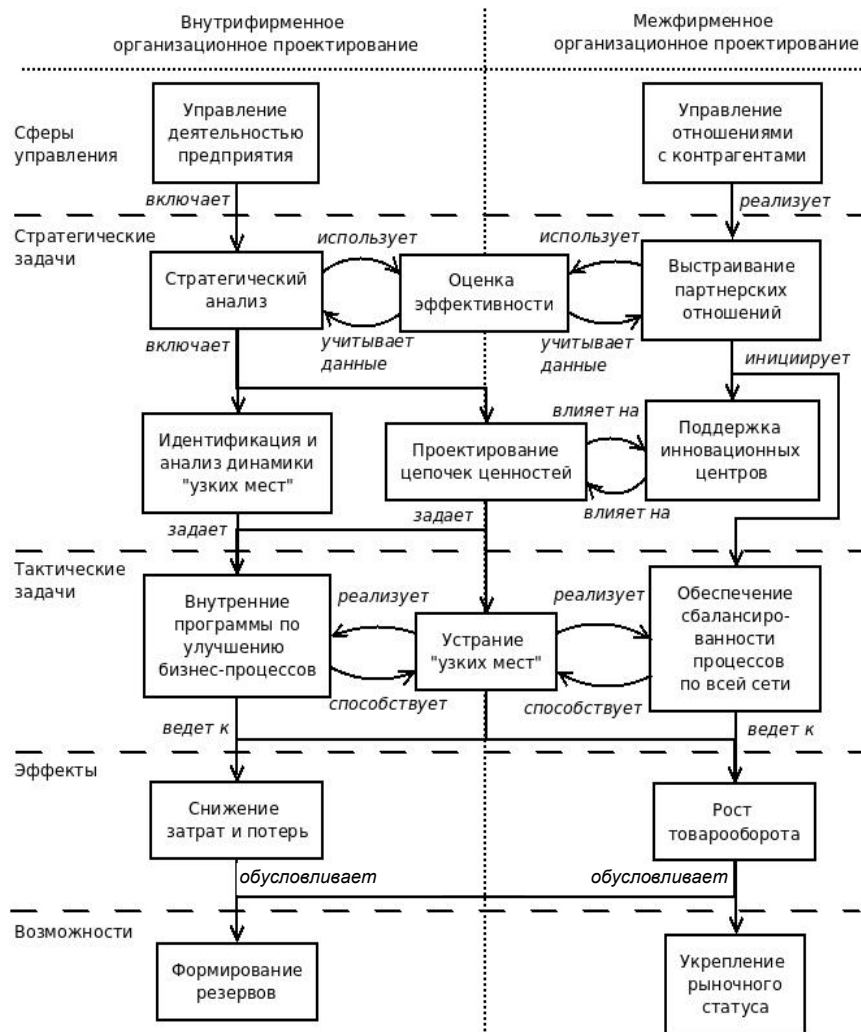 Внутрифирменное
организационное проектирование
Межфирменное
организационное проектирование
Сферы
управления
Управление
деятельностью
предприятия
Управление
отношениями
с контрагентами
включает
реализует
Стратегические
задачи
использует
использует
Стратегический
анализ
Оценка
эффективности
Выстраивание
партнерских
отношений
включает
учитывает
данные
учитывает
данные
инициирует
Идентификация и
анализ динамики
"узких мест"
Проектирование
цепочек ценностей
влияет на
Поддержка
инновационных
центров
влияет на
задает
задает
Тактические
задачи
Внутренние
программы по
улучшению
бизнес-процессов
реализует
Устрание
"узких мест"
реализует
Обеспечение
сбалансиро-
ванности
процессов
по всей сети
способствует
способствует
ведет к
ведет к
Эффекты
Снижение
затрат и потерь
Рост
товарооборота
обусловливает
обусловливает
Возможности
Формирование
резервов
Укрепление
рыночного
статуса